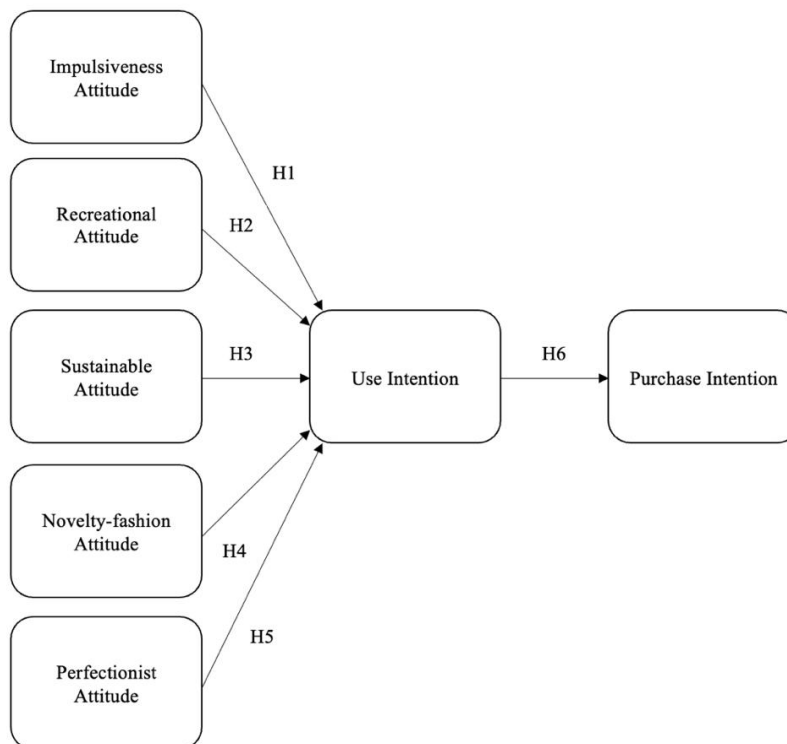 Impulsiveness
Attitude
H1
Recreational
Attitude
H2
Sustainable
Attitude
H3
Use Intention
H6
Purchase Intention
Novelty-fashion
Attitude
H4
H5
Perfectionist
Attitude